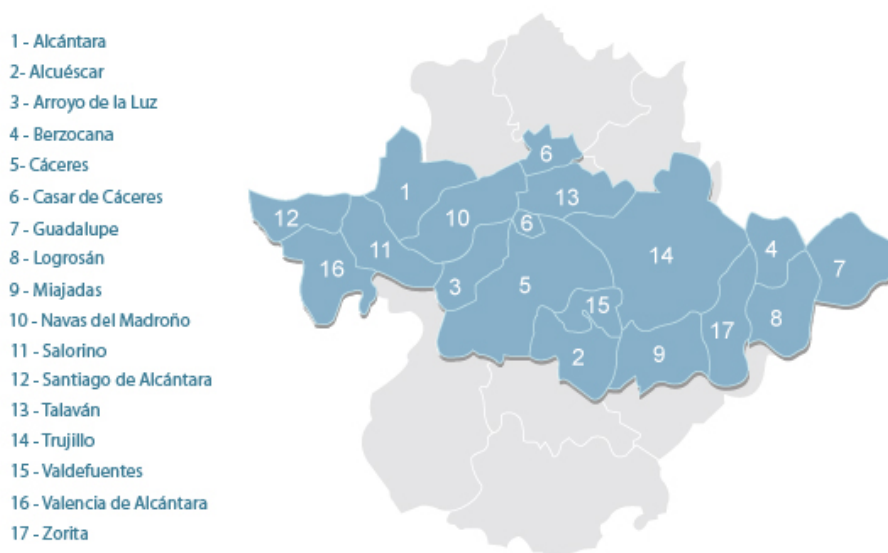 1 - Alcántara
2- Alcuéscar
3 - Arroyo de la Luz
4 - Berzocana
5- Cáceres
6 - Casar de Cáceres
7 - Guadalupe
8 - Logrosán
9 - Miajadas
10 - Navas del Madroño
11 - Salorino
12 - Santiago de Alcántara
13 - Talaván
14 - Trujillo
15 - Valdefuentes
16 - Valencia de Alcántara
17 - Zorita
6
1
13
12
10
6
11
14
4
16
3
5
7
15
8
17
2
9